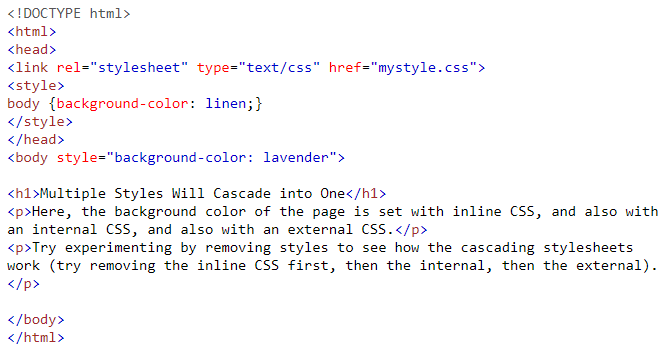 <!DOCTYPE html>
<html>
<head>
<link rel="stylesheet" type="text/css" href="mystyle.css">
<style>
body {background-color: linen;}
</style>
</head>
<body style="background-color: lavender">
<h1>Multiple Styles Will Cascade into One</h1>
<p>Here, the background color of the page is set with inline CSS, and also with
an internal CSS, and also with an external CSS.</p>
<p>Try experimenting by removing styles to see how the cascading stylesheets
work (try removing the inline CSS first, then the internal, then the external).
</p>
</body>
</html>